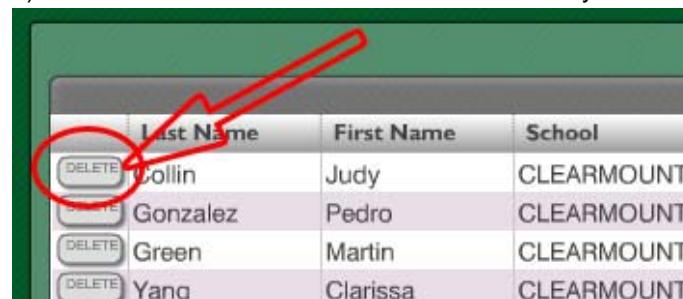 Last Name First Name School
DELETE Collin Judy CLEARMOUNT
DELETE Gonzalez Pedro CLEARMOUNT
DELETE Green Martin CLEARMOUNT
DELETE Yang Clarissa CLEARMOUNT